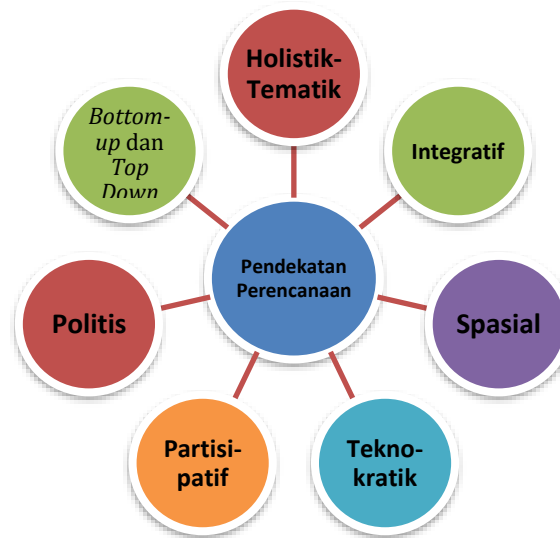 Holistik-
Tematik
Bottom-
up dan
Top
Down
Integratif
Pendekatan
Perencanaan
Politis
Spasial
Partisi-
patif
Tekno-
kratik